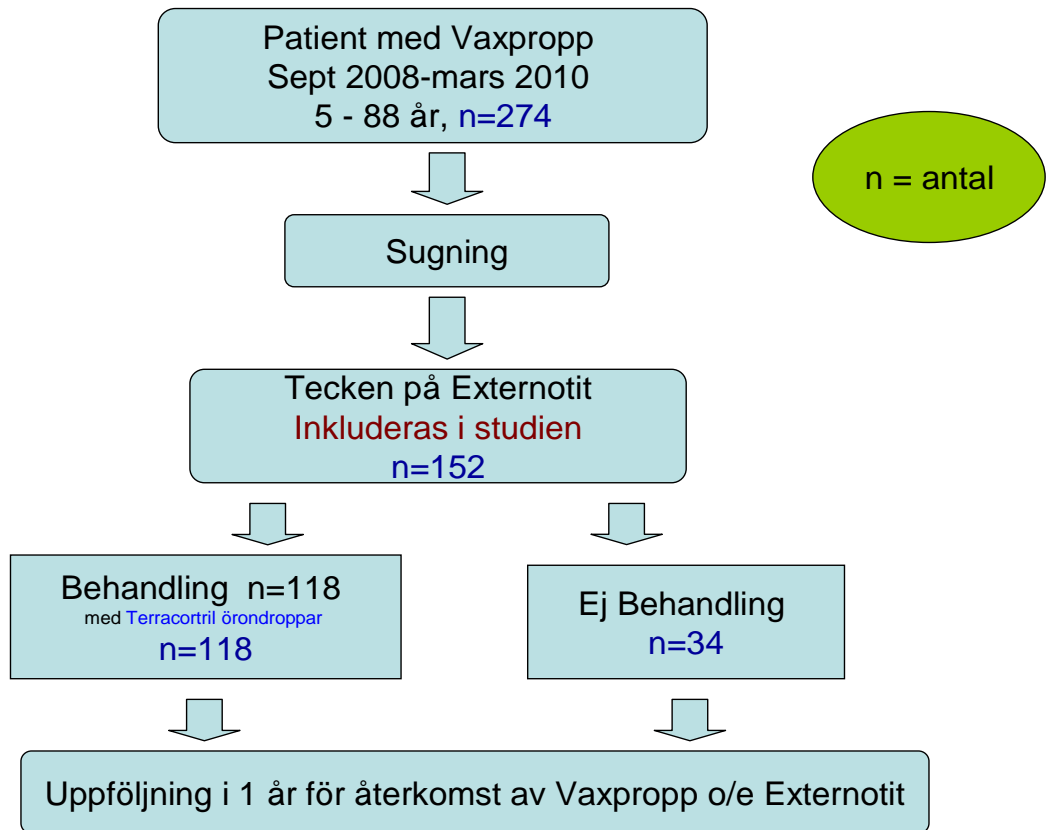 Patient med Vaxpropp
Sept 2008-mars 2010
5 - 88 år, n=274
n = antal
Sugning
Tecken på Externotit
Inkluderas i studien
n=152
Behandling n=118
med Terracortril örondroppar
n=118
Ej Behandling
n=34
Uppföljning i 1 år för återkomst av Vaxpropp o/e Externotit